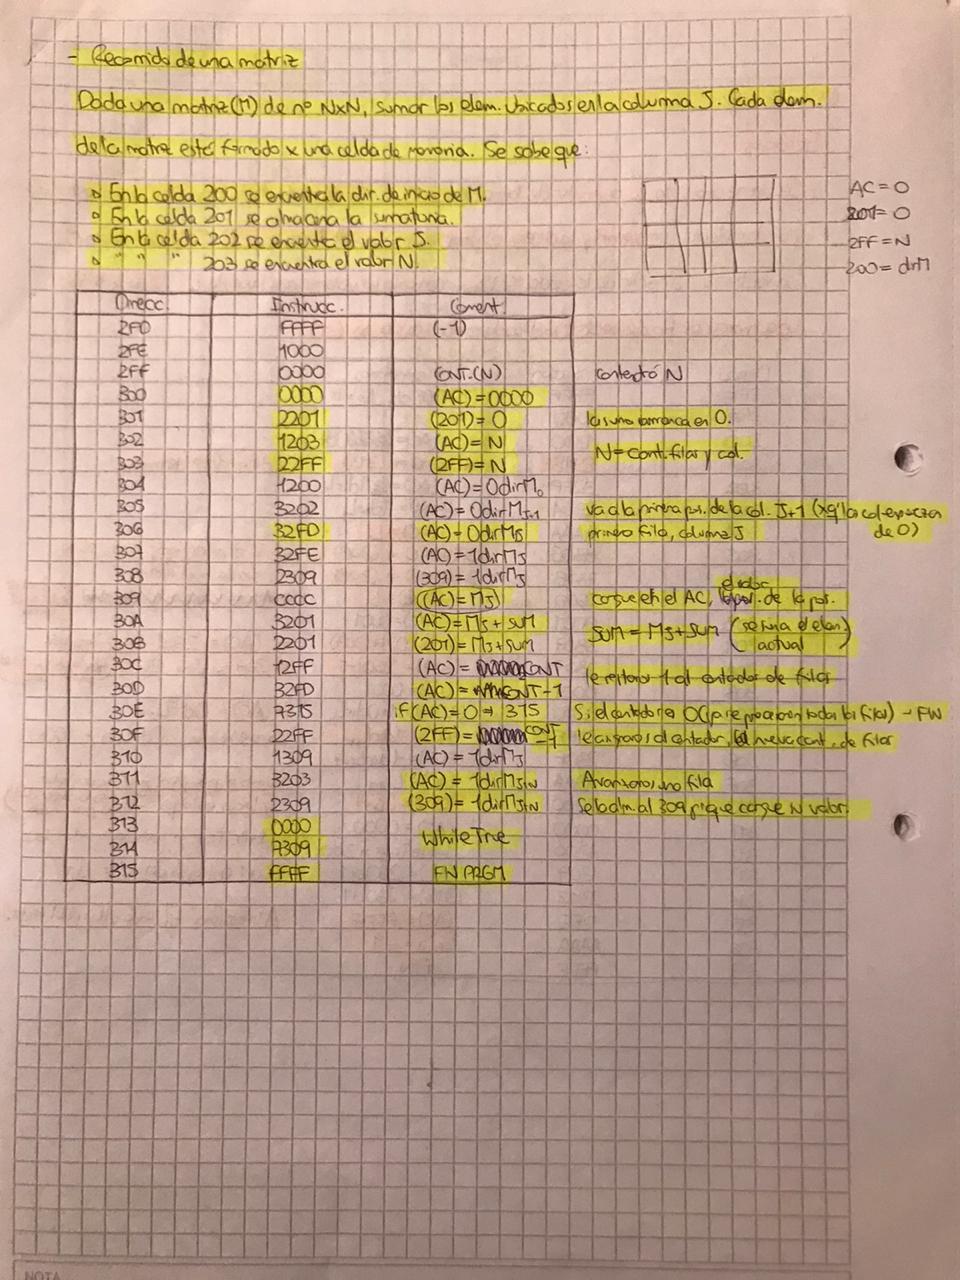 - Recorrido de una matriz
Dada una matriz (M) de nº NxN, sumar los elem. ubicados en la columna J. Cada elem.
de la matriz está formado x una celda de memoria. Se sabe que:
• En la celda 200 se encuentra la dir. de inicio de M.
• En la celda 201 se almacena la sumatoria.
• En la celda 202 se encuentra el valor J.
• " " " 203 se encuentra el valor N.
AC = 0
201 = 0
2FF = N
200 = dirM
Direcc. Instrucc. Coment.
2FD FFFF (-1)
2FE 1000
2FF 0000 CONT.(N) contendrá N
300 0000 (AC) = 0000
301 2201 (201) = 0 la suma comienza en 0.
302 1203 (AC) = N
303 22FF (2FF) = N N = cant. filas y col.
304 1200 (AC) = 0dirM0
305 3202 (AC) = 0dirMJ+1 va a la primera pos. de la col. J+1 (xq' la col empieza de 0)
306 32FD (AC) = 0dirMJ primera fila, columna J
307 32FE (AC) = 1dirMJ
308 2309 (309) = 1dirMJ
309 CCCC ((AC) = MJ) cargue en el AC, el valor de la pos.
30A 3201 (AC) = MJ + SUM
30B 2201 (201) = MJ + SUM SUM = MJ + SUM (se suma el elem actual)
30C 12FF (AC) = CONT
30D 32FD (AC) = CONT - 1 le restamos 1 al contador de filas
30E 7315 if (AC) = 0 → 315 Si el contador es 0 (ya se procesaron todas las filas) → FIN
30F 22FF (2FF) = CONT-1 le cargamos al contador, la nueva cant. de filas
310 1309 (AC) = 1dirMJ
311 3203 (AC) = 1dirMJ+N Avanzamos una fila
312 2309 (309) = 1dirMJ+N Se la dan al 309 p' que cargue N valor.
313 0000
314 7309 While True
315 FFFF FIN PRGM
NOTA